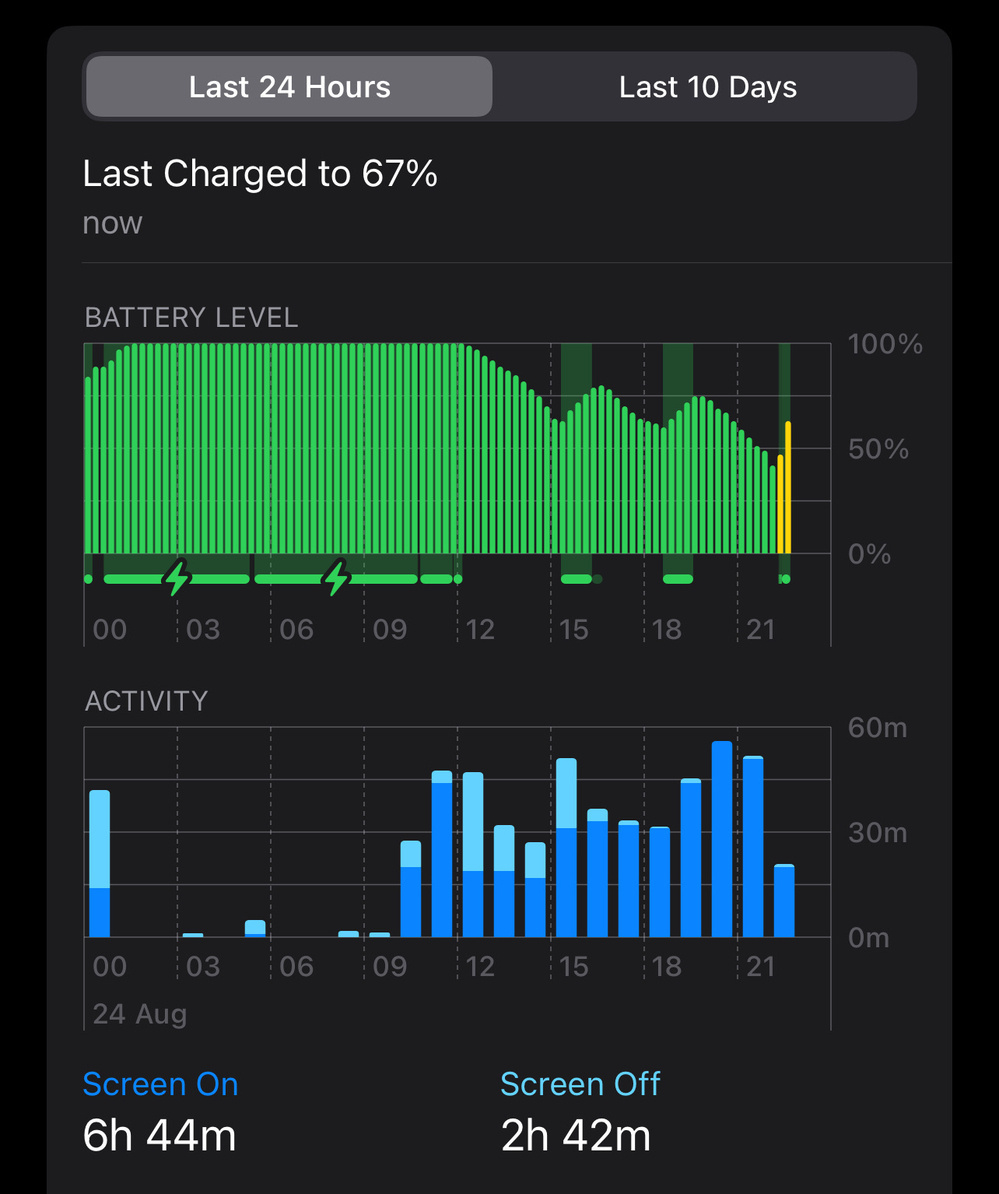 Last 24 Hours Last 10 Days
Last Charged to 67%
now
BATTERY LEVEL
100%
50%
0%
00 03 06 09 12 15 18 21
ACTIVITY
60m
30m
0m
00 03 06 09 12 15 18 21
24 Aug
Screen On Screen Off
6h 44m 2h 42m